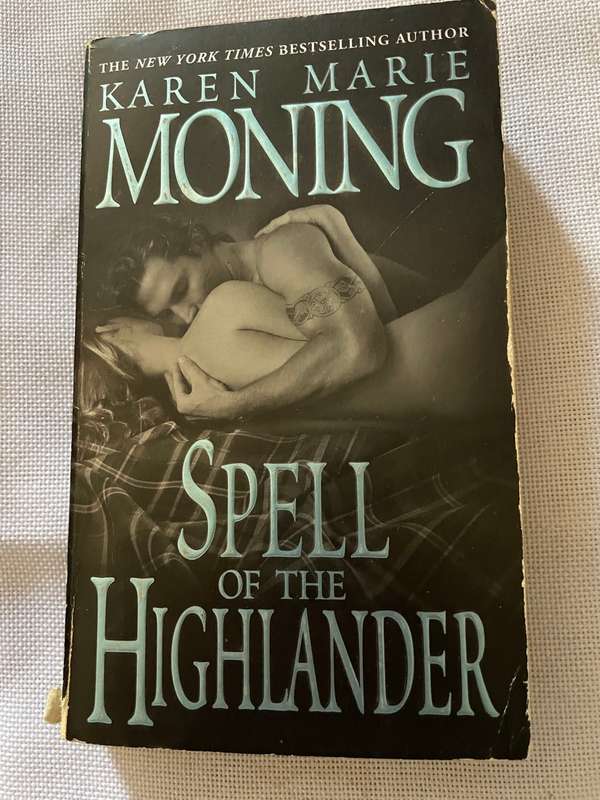 THE NEW YORK TIMES BESTSELLING AUTHOR
KAREN MARIE
MONING
SPELL
OF THE
HIGHLANDER